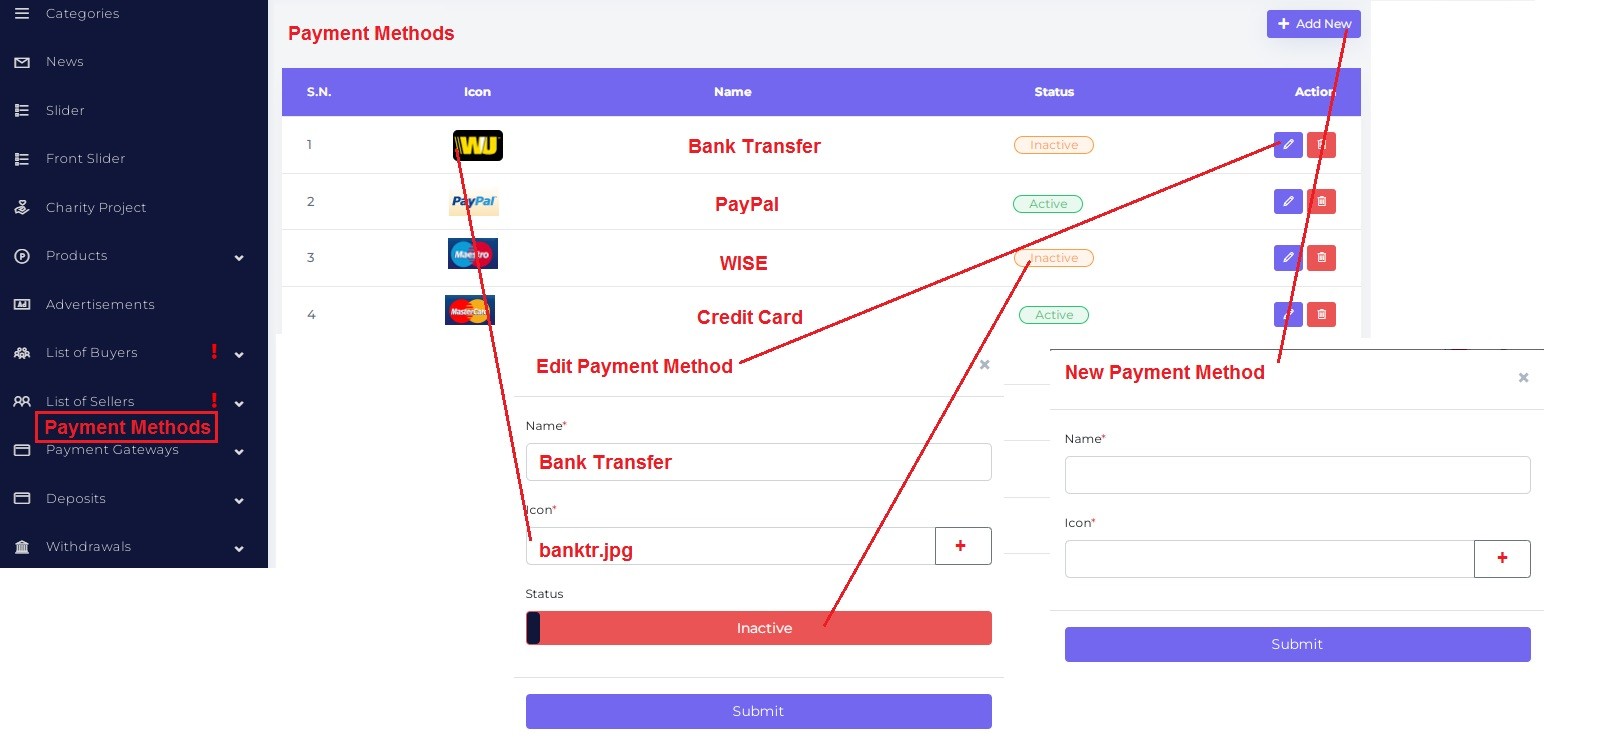 Categories
News
Slider
Front Slider
Charity Project
Products
Advertisements
List of Buyers !
List of Sellers !
Payment Methods
Payment Gateways
Deposits
Withdrawals
Payment Methods
+ Add New
S.N. Icon Name Status Action
1 WU Bank Transfer Inactive
2 PayPal PayPal Active
3 Maestro WISE Inactive
4 MasterCard Credit Card Active
Edit Payment Method ×
Name*
Bank Transfer
Icon*
banktr.jpg +
Status
Inactive
Submit
New Payment Method ×
Name*
Icon*
+
Submit